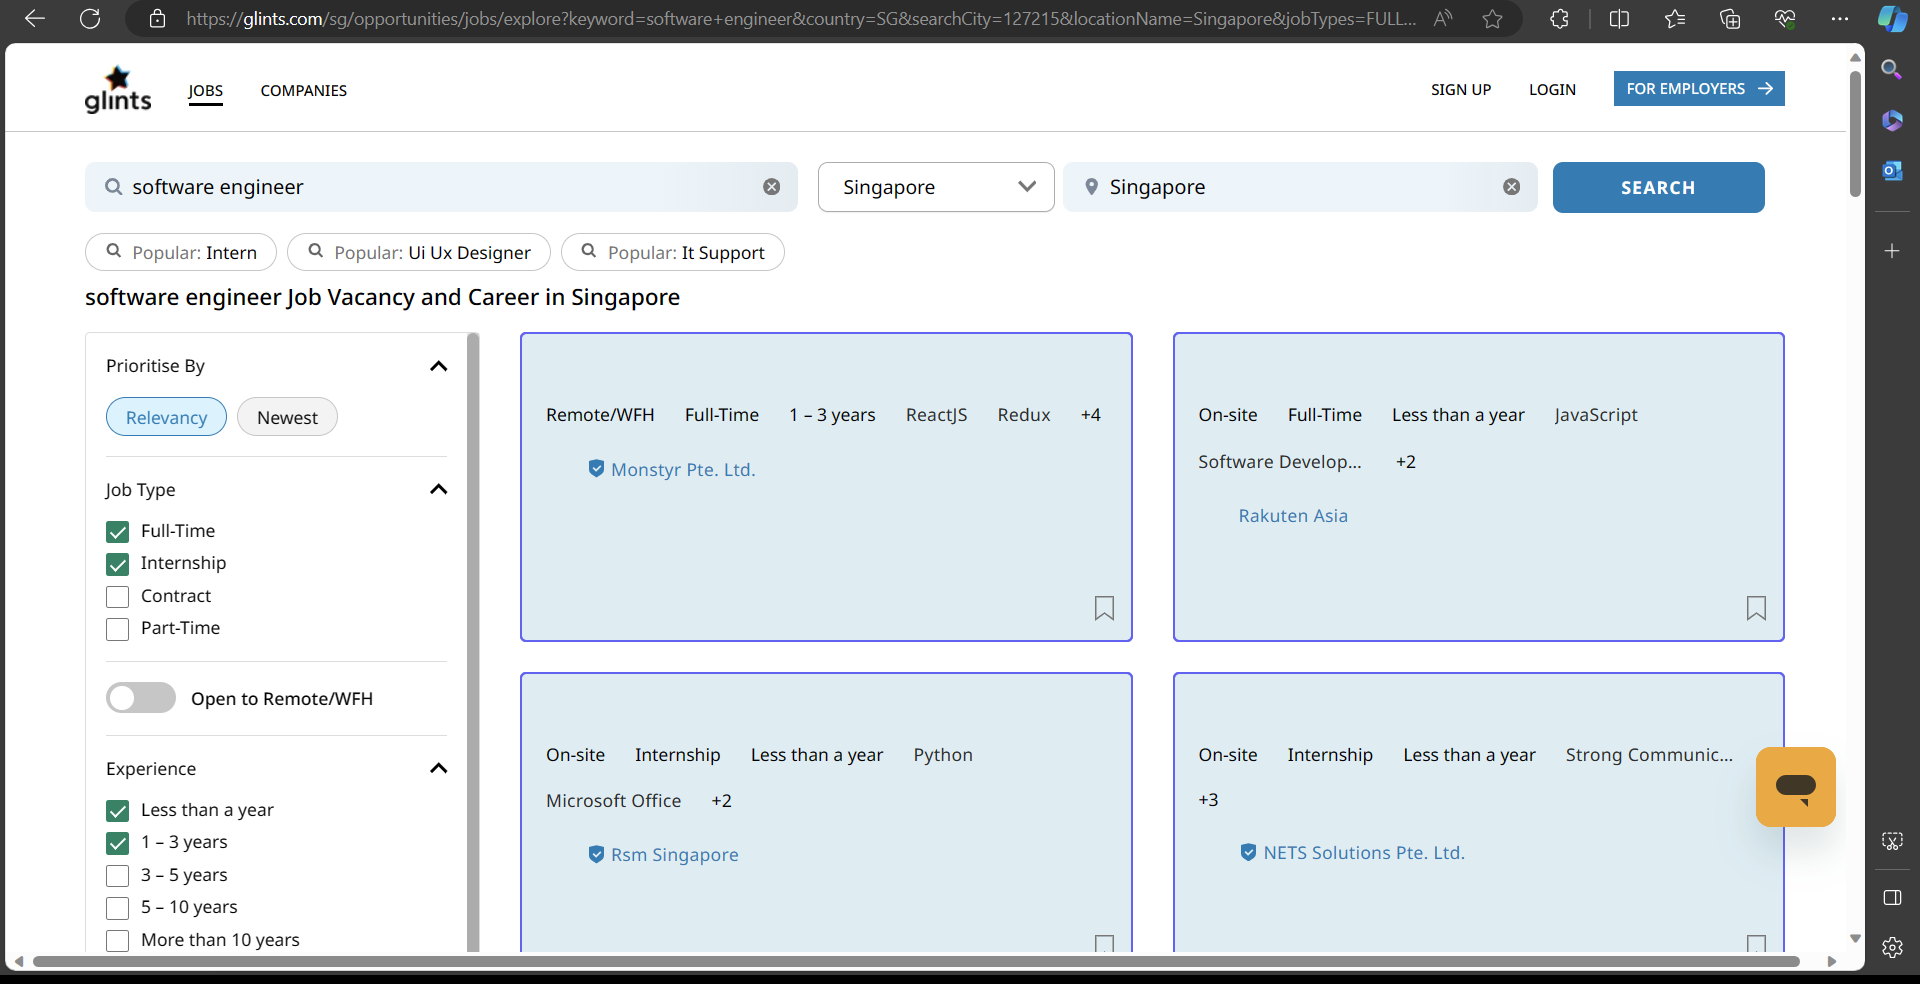 https://glints.com/sg/opportunities/jobs/explore?keyword=software+engineer&country=SG&searchCity=127215&locationName=Singapore&jobTypes=FULL...
glints
JOBS
COMPANIES
SIGN UP
LOGIN
FOR EMPLOYERS
software engineer
Singapore
Singapore
SEARCH
Popular: Intern
Popular: Ui Ux Designer
Popular: It Support
software engineer Job Vacancy and Career in Singapore
Prioritise By
Relevancy
Newest
Job Type
Full-Time
Internship
Contract
Part-Time
Open to Remote/WFH
Experience
Less than a year
1 – 3 years
3 – 5 years
5 – 10 years
More than 10 years
Remote/WFH Full-Time 1 – 3 years ReactJS Redux +4
Monstyr Pte. Ltd.
On-site Full-Time Less than a year JavaScript
Software Develop... +2
Rakuten Asia
On-site Internship Less than a year Python
Microsoft Office +2
Rsm Singapore
On-site Internship Less than a year Strong Communic...
+3
NETS Solutions Pte. Ltd.